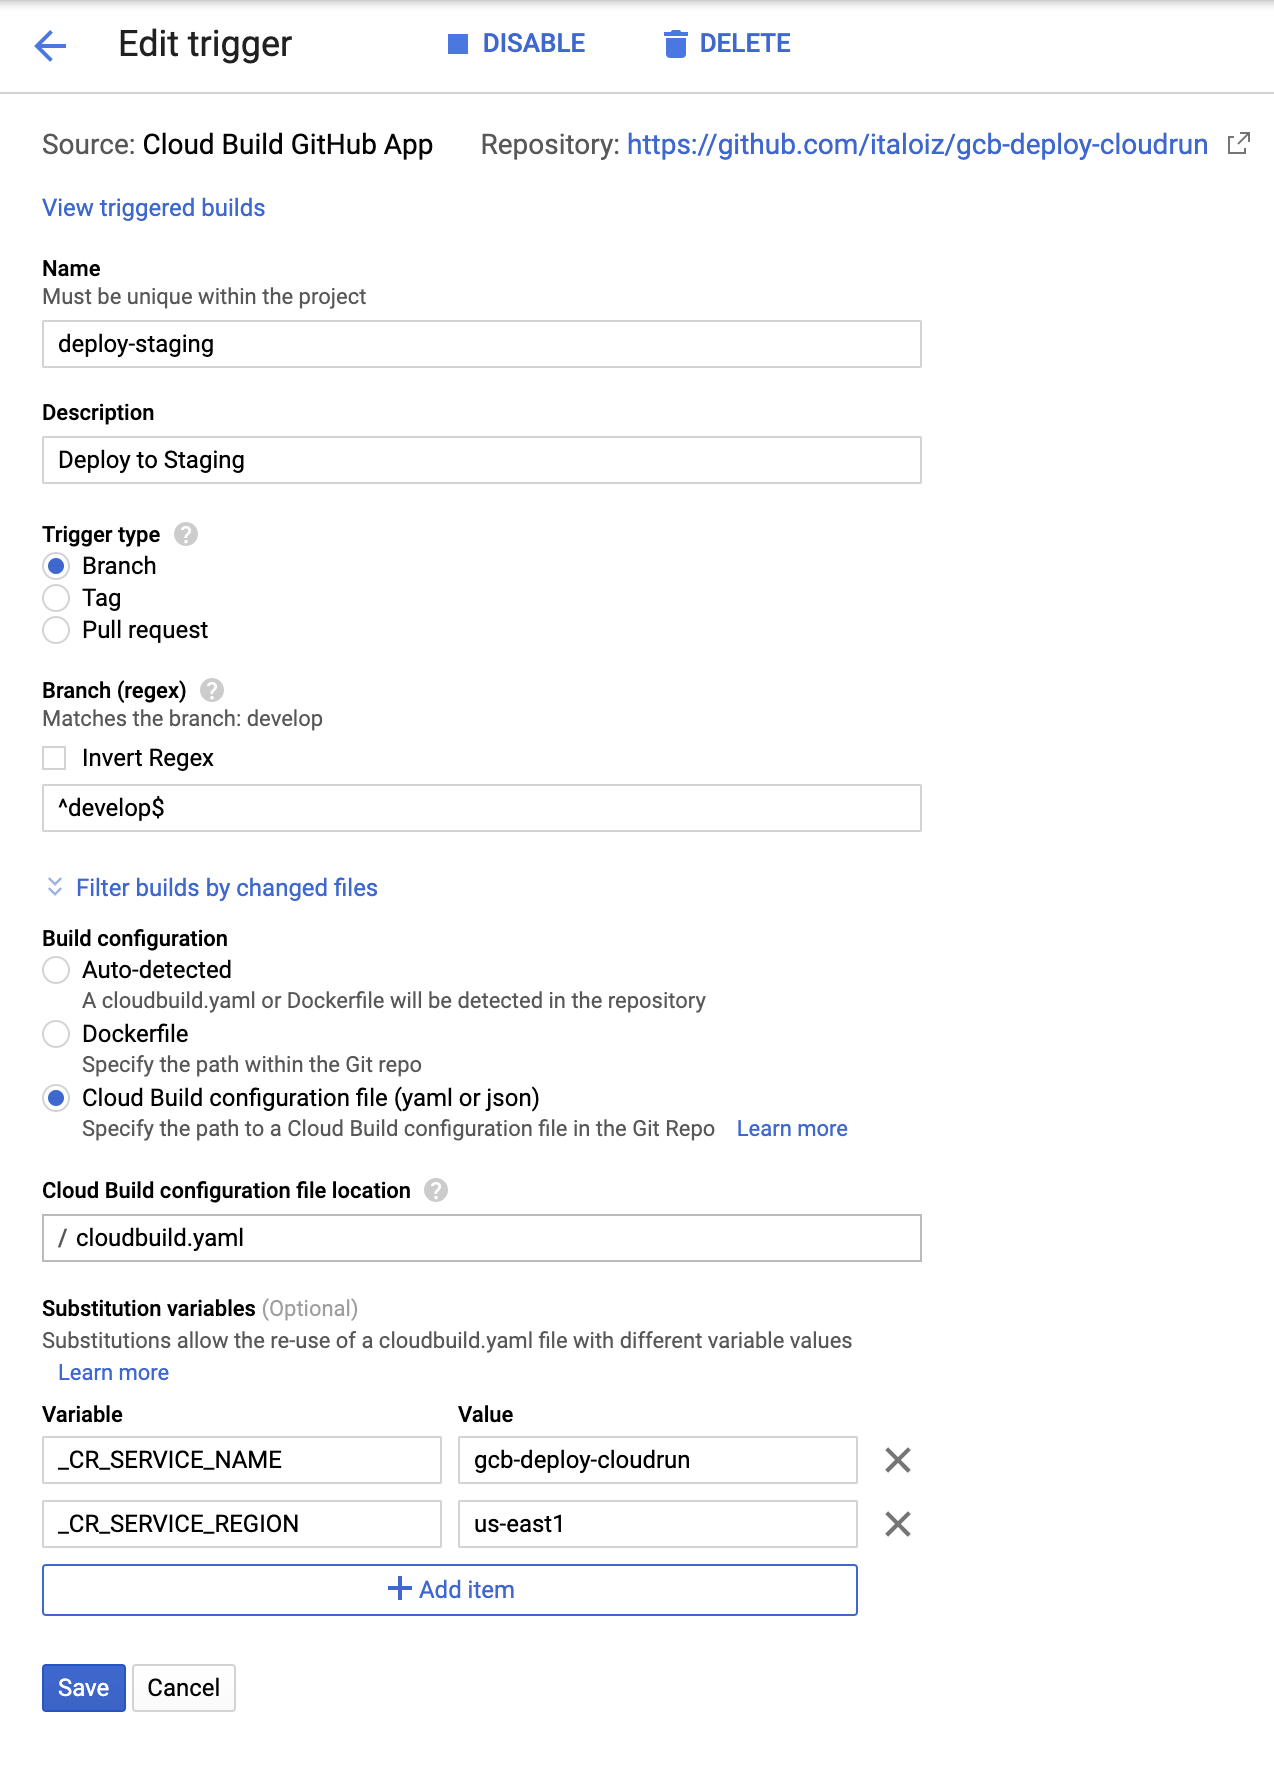 Edit trigger DISABLE DELETE
Source: Cloud Build GitHub App Repository: https://github.com/italoiz/gcb-deploy-cloudrun
View triggered builds
Name
Must be unique within the project
deploy-staging
Description
Deploy to Staging
Trigger type ?
Branch
Tag
Pull request
Branch (regex) ?
Matches the branch: develop
Invert Regex
^develop$
Filter builds by changed files
Build configuration
Auto-detected
A cloudbuild.yaml or Dockerfile will be detected in the repository
Dockerfile
Specify the path within the Git repo
Cloud Build configuration file (yaml or json)
Specify the path to a Cloud Build configuration file in the Git Repo Learn more
Cloud Build configuration file location ?
/ cloudbuild.yaml
Substitution variables (Optional)
Substitutions allow the re-use of a cloudbuild.yaml file with different variable values
Learn more
Variable Value
_CR_SERVICE_NAME gcb-deploy-cloudrun
_CR_SERVICE_REGION us-east1
Add item
Save Cancel